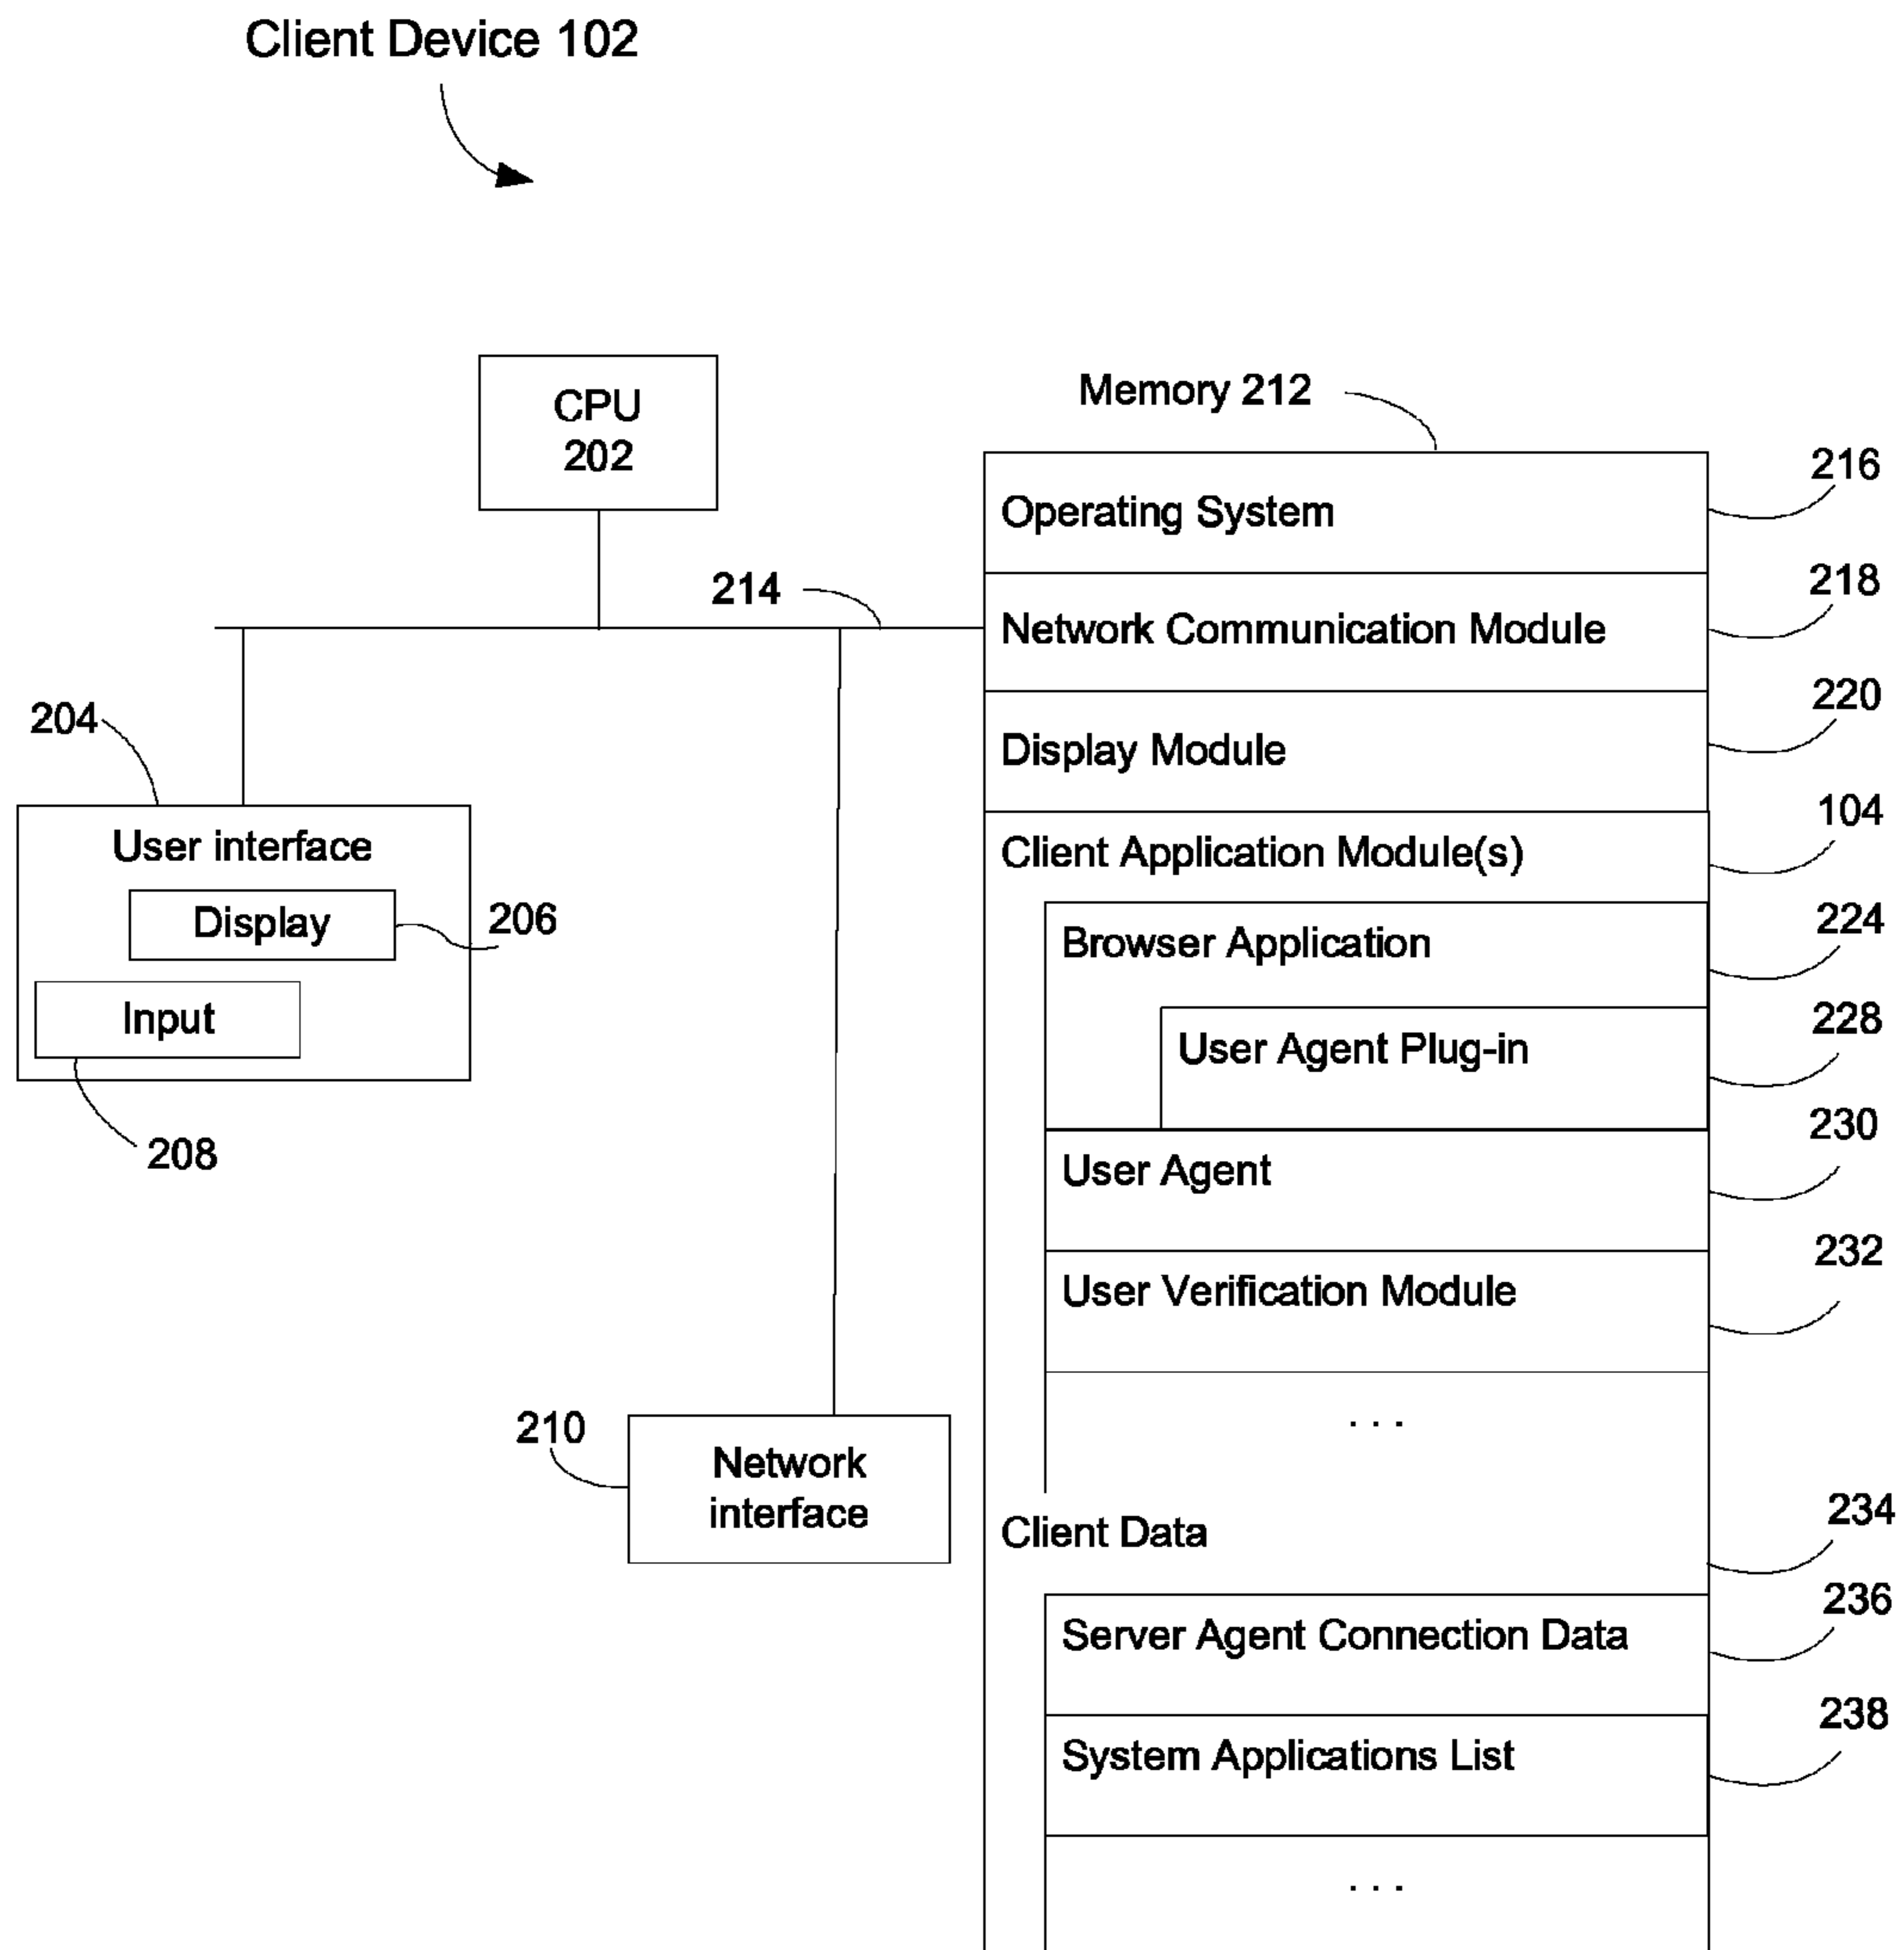 Client Device 102
CPU
202
Memory 212
Operating System
216
214
Network Communication Module
218
204
Display Module
220
User interface
Client Application Module(s)
104
Display
206
Browser Application
224
Input
User Agent Plug-in
228
208
User Agent
230
User Verification Module
232
. . .
210
Network
interface
Client Data
234
Server Agent Connection Data
236
System Applications List
238
. . .